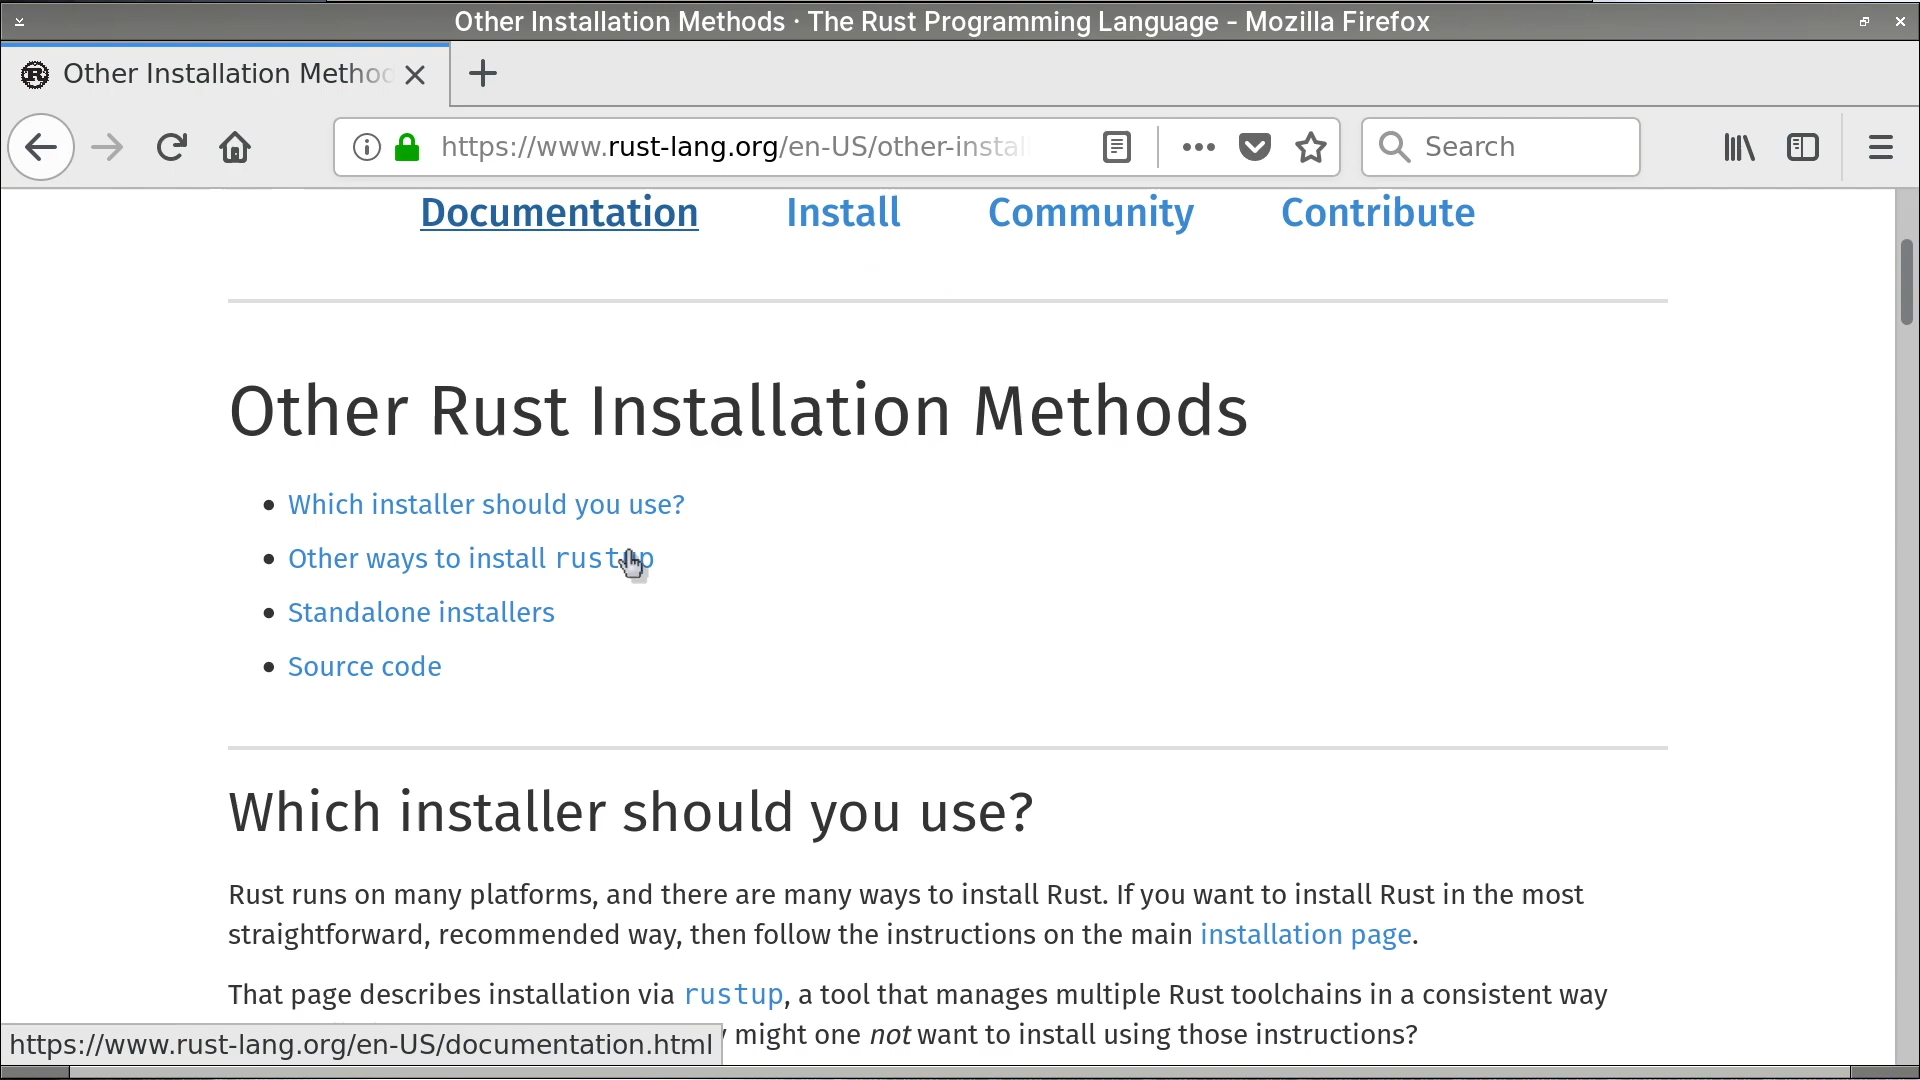 Other Installation Methods · The Rust Programming Language - Mozilla Firefox
Other Installation Method
https://www.rust-lang.org/en-US/other-instal
Search
Documentation Install Community Contribute
Other Rust Installation Methods
Which installer should you use?
Other ways to install rustup
Standalone installers
Source code
Which installer should you use?
Rust runs on many platforms, and there are many ways to install Rust. If you want to install Rust in the most
straightforward, recommended way, then follow the instructions on the main installation page.
That page describes installation via rustup, a tool that manages multiple Rust toolchains in a consistent way
might one not want to install using those instructions?
https://www.rust-lang.org/en-US/documentation.html